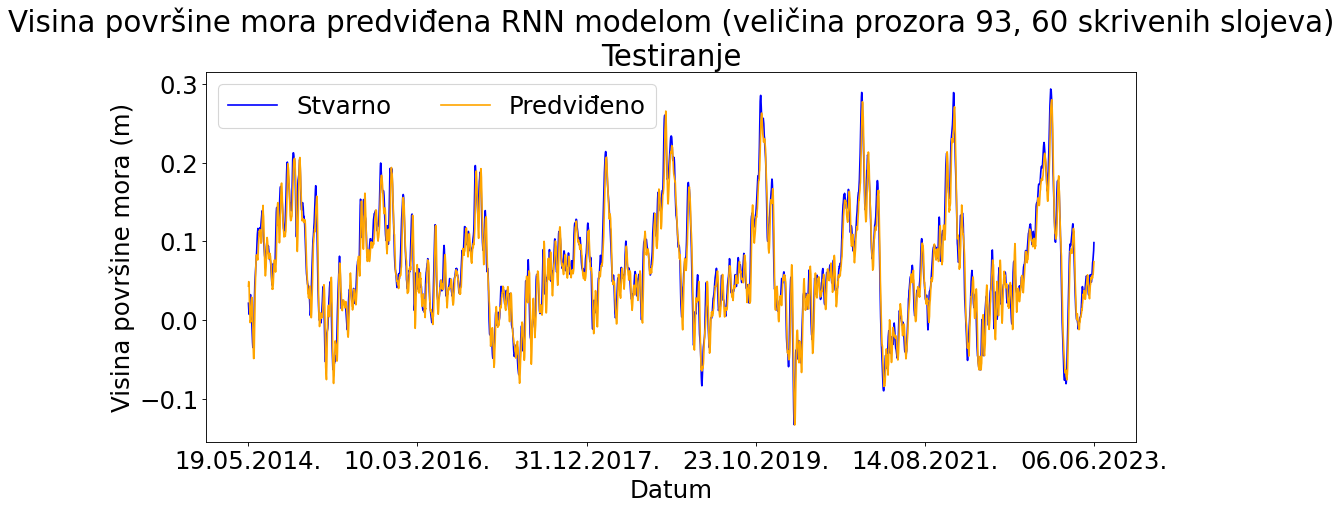 Visina površine mora predviđena RNN modelom (veličina prozora 93, 60 skrivenih slojeva)
Testiranje
Stvarno Predviđeno
Visina površine mora (m)
0.3
0.2
0.1
0.0
−0.1
19.05.2014. 10.03.2016. 31.12.2017. 23.10.2019. 14.08.2021. 06.06.2023.
Datum